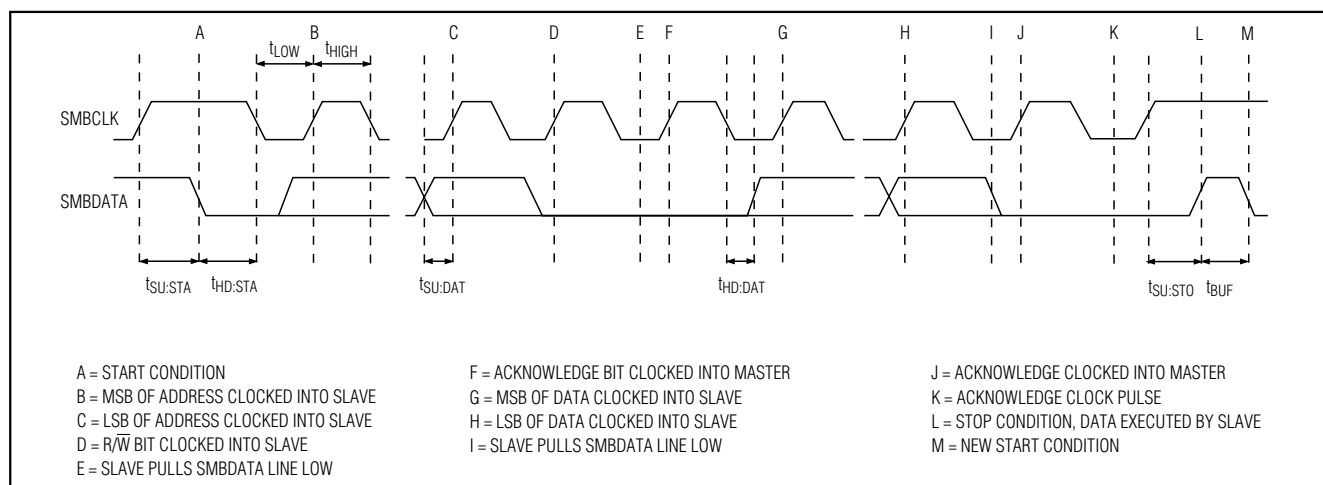 A B C D E F G H I J K L M
tLOW tHIGH
SMBCLK
SMBDATA
tSU:STA tHD:STA tSU:DAT tHD:DAT tSU:STO tBUF
A = START CONDITION
B = MSB OF ADDRESS CLOCKED INTO SLAVE
C = LSB OF ADDRESS CLOCKED INTO SLAVE
D = R/W̅ BIT CLOCKED INTO SLAVE
E = SLAVE PULLS SMBDATA LINE LOW
F = ACKNOWLEDGE BIT CLOCKED INTO MASTER
G = MSB OF DATA CLOCKED INTO SLAVE
H = LSB OF DATA CLOCKED INTO SLAVE
I = SLAVE PULLS SMBDATA LINE LOW
J = ACKNOWLEDGE CLOCKED INTO MASTER
K = ACKNOWLEDGE CLOCK PULSE
L = STOP CONDITION, DATA EXECUTED BY SLAVE
M = NEW START CONDITION